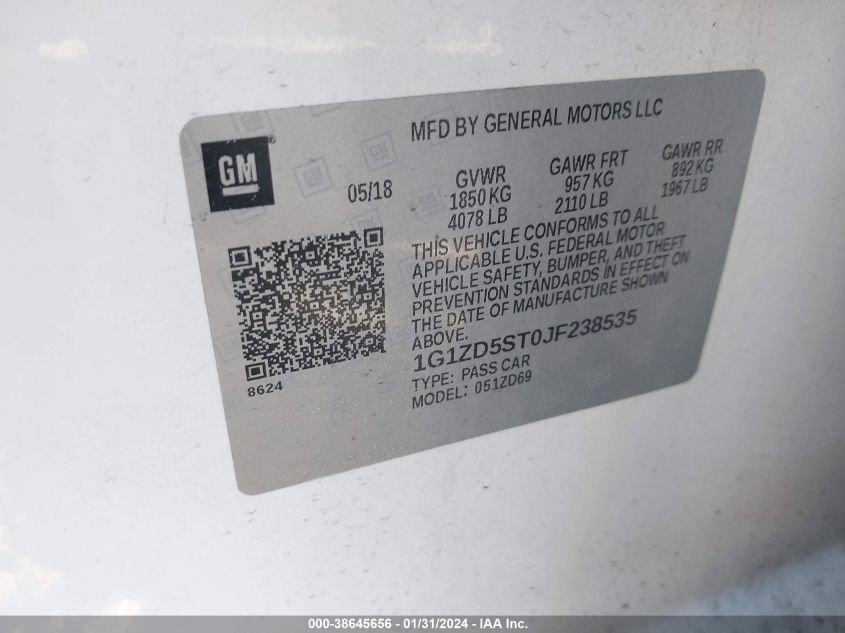 MFD BY GENERAL MOTORS LLC
GM
05/18
GVWR
1850 KG
4078 LB
GAWR FRT
957 KG
2110 LB
GAWR RR
892 KG
1967 LB
THIS VEHICLE CONFORMS TO ALL
APPLICABLE U.S. FEDERAL MOTOR
VEHICLE SAFETY, BUMPER, AND THEFT
PREVENTION STANDARDS IN EFFECT ON
THE DATE OF MANUFACTURE SHOWN
ABOVE.
1G1ZD5ST0JF238535
TYPE: PASS CAR
MODEL: 051ZD69
8624
000-38645656 - 01/31/2024 - IAA Inc.